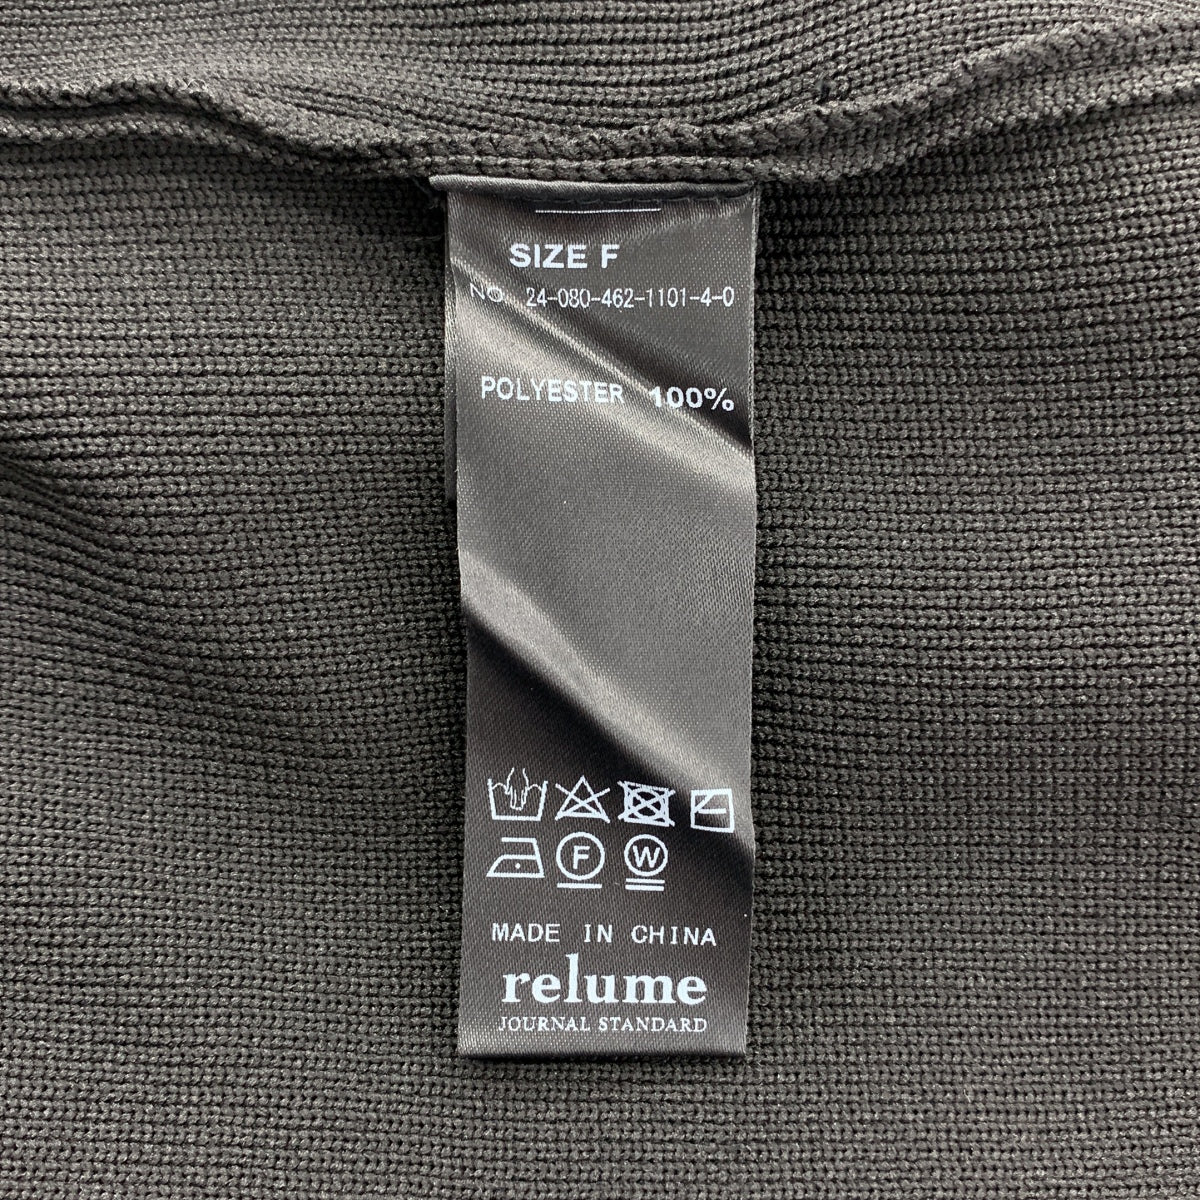 SIZE F
NO. 24-080-462-1101-4-0
POLYESTER 100%
F W
MADE IN CHINA
relume
JOURNAL STANDARD